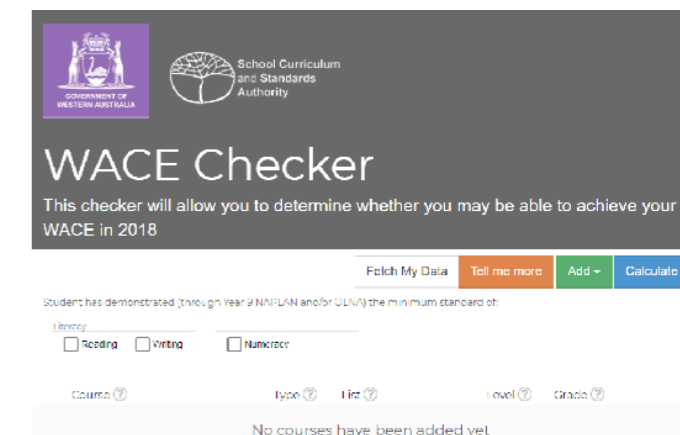 GOVERNMENT OF
WESTERN AUSTRALIA
School Curriculum
and Standards
Authority
WACE Checker
This checker will allow you to determine whether you may be able to achieve your
WACE in 2018
Fetch My Data Tell me more Add Calculate
Student has demonstrated (through Year 9 NAPLAN and/or OLNA) the minimum standard of:
Literacy
Reading Writing Numeracy
Course ? Type ? List ? Level ? Grade ?
No courses have been added yet